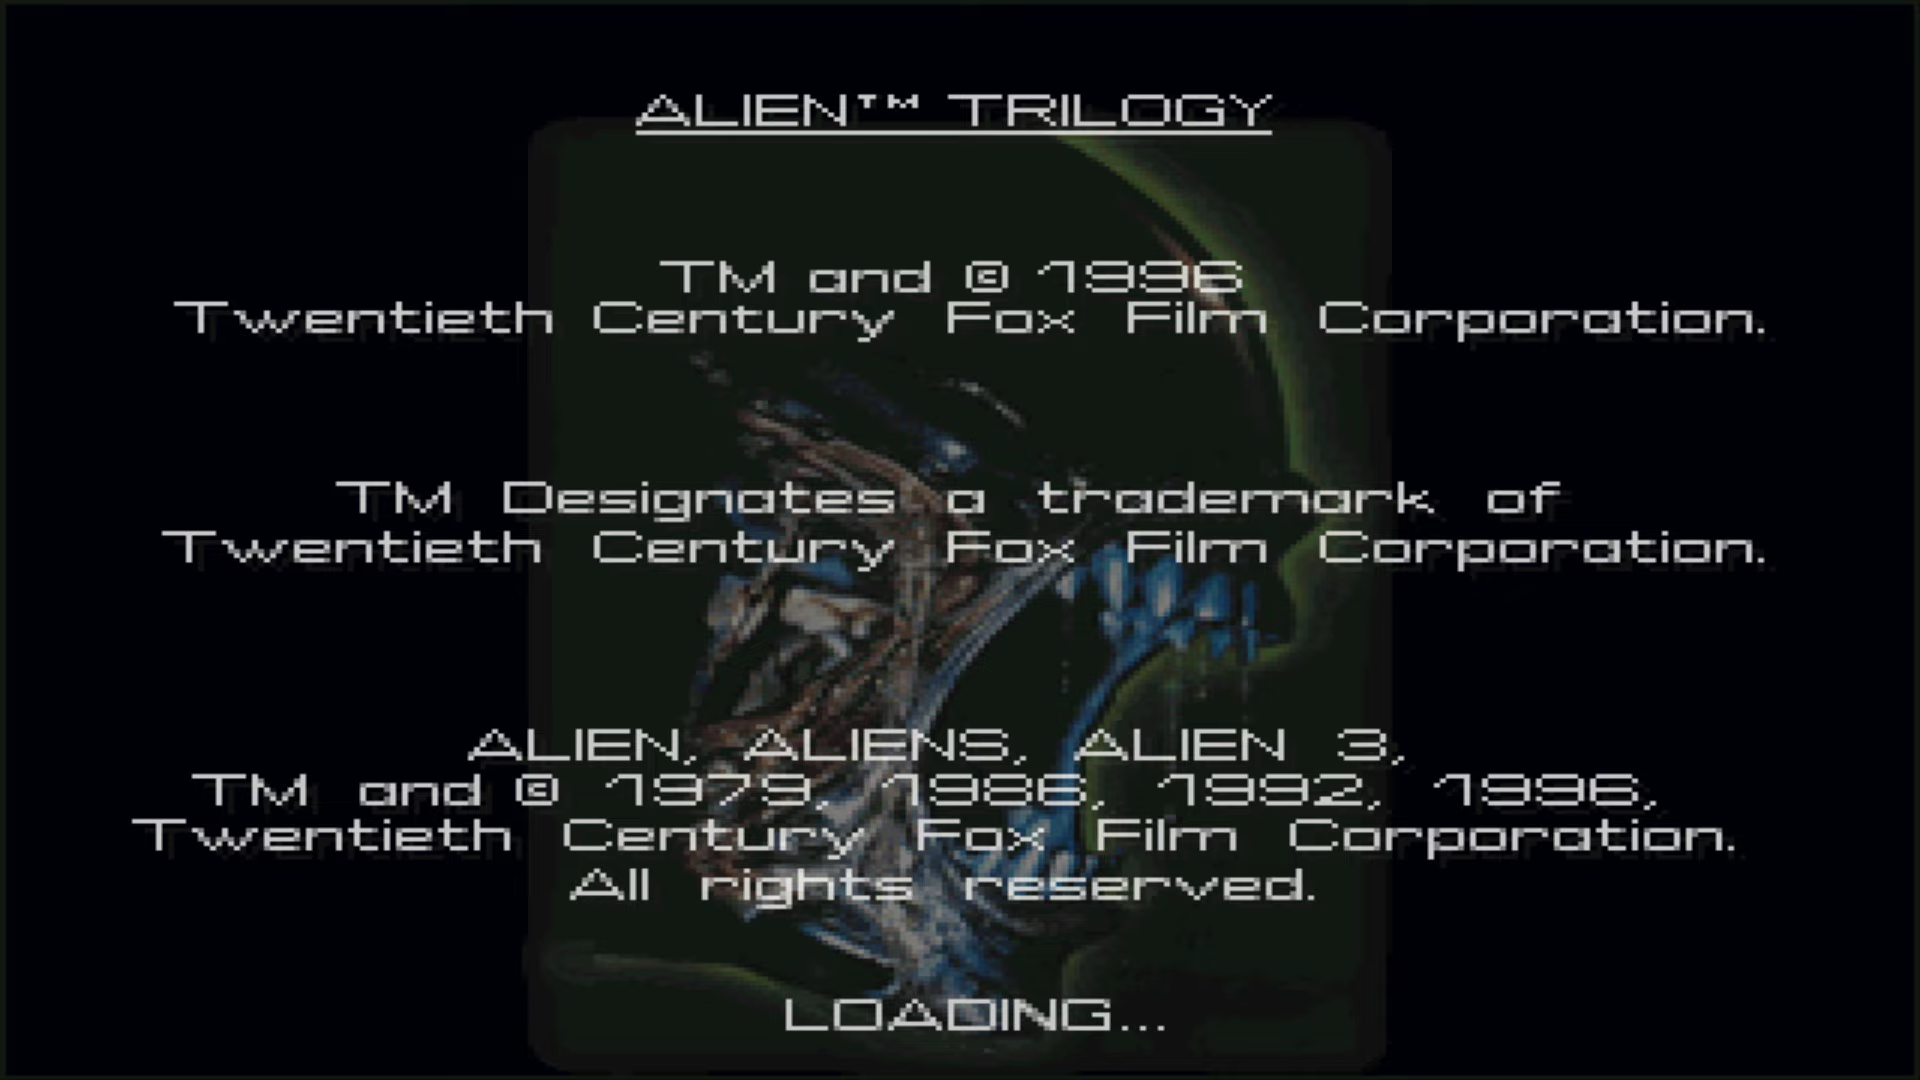 ALIEN™ TRILOGY
TM and © 1996
Twentieth Century Fox Film Corporation.
TM Designates a trademark of
Twentieth Century Fox Film Corporation.
ALIEN, ALIENS, ALIEN 3,
TM and © 1979, 1986, 1992, 1996,
Twentieth Century Fox Film Corporation.
All rights reserved.
LOADING...